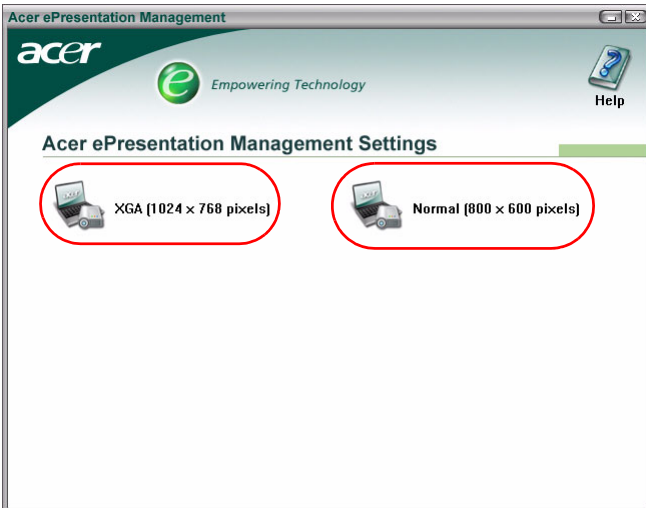 Acer ePresentation Management
acer
e Empowering Technology
Help
Acer ePresentation Management Settings
XGA (1024 x 768 pixels)
Normal (800 x 600 pixels)